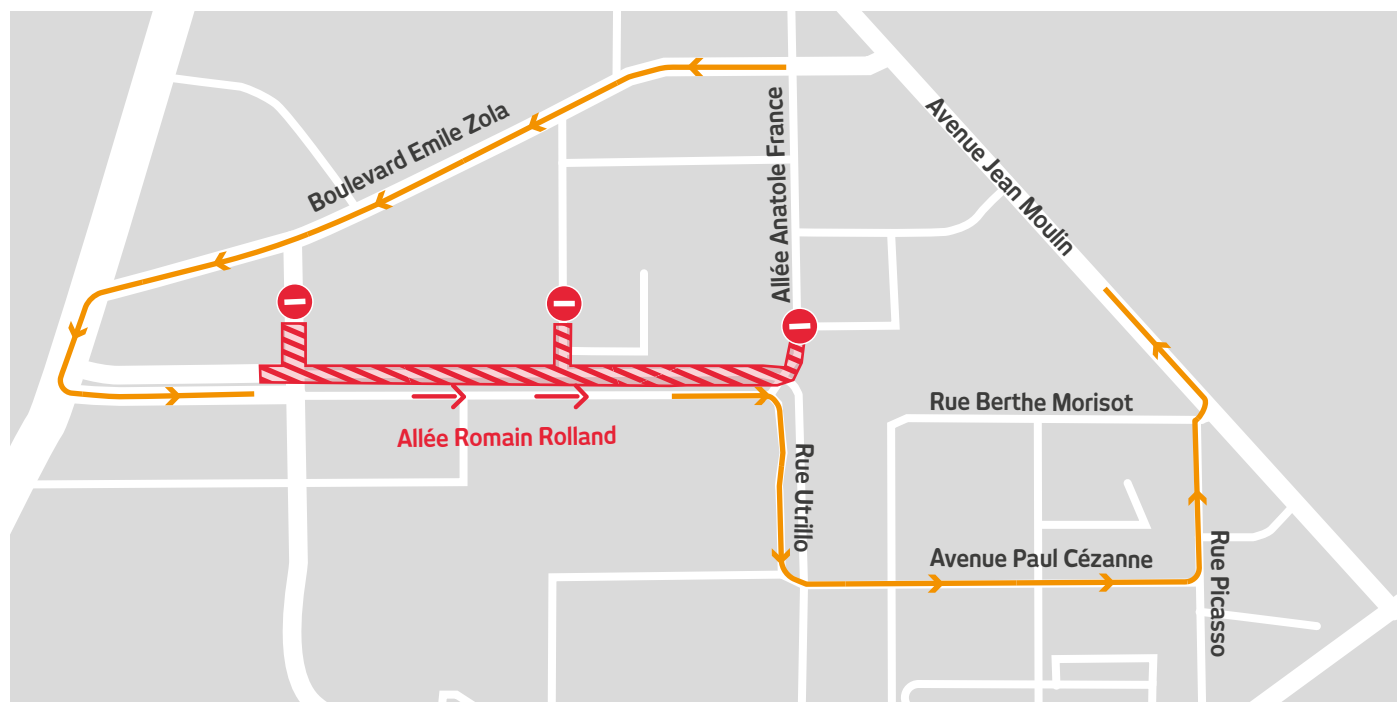 Boulevard Emile Zola
Allée Anatole France
Avenue Jean Moulin
Allée Romain Rolland
Rue Berthe Morisot
Rue Utrillo
Avenue Paul Cézanne
Rue Picasso